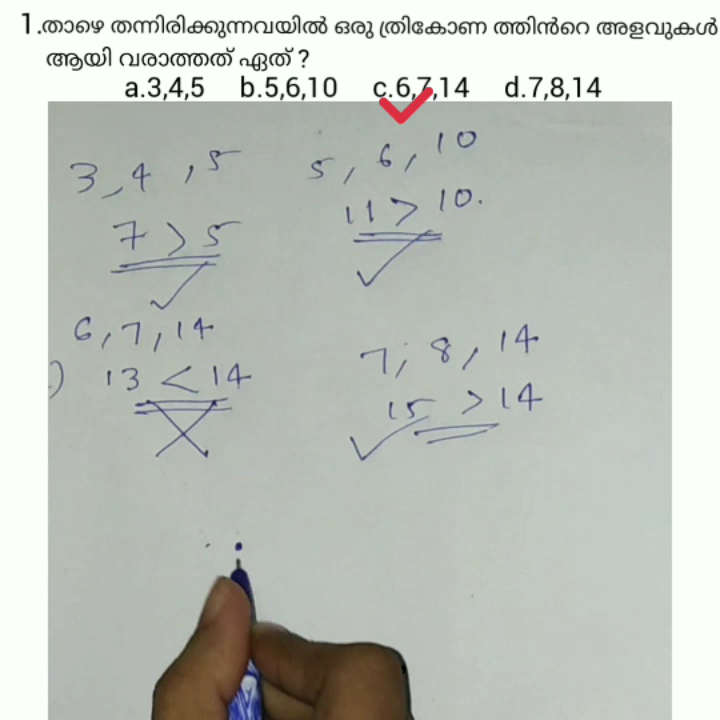 1.താഴെ തന്നിരിക്കുന്നവയിൽ ഒരു ത്രികോണ ത്തിൻറെ അളവുകൾ
ആയി വരാത്തത് ഏത് ?
a.3,4,5 b.5,6,10 c.6,7,14 d.7,8,14
3, 4, 5
7 > 5
5, 6, 10
11 > 10.
6, 7, 14
) 13 < 14
7, 8, 14
15 > 14